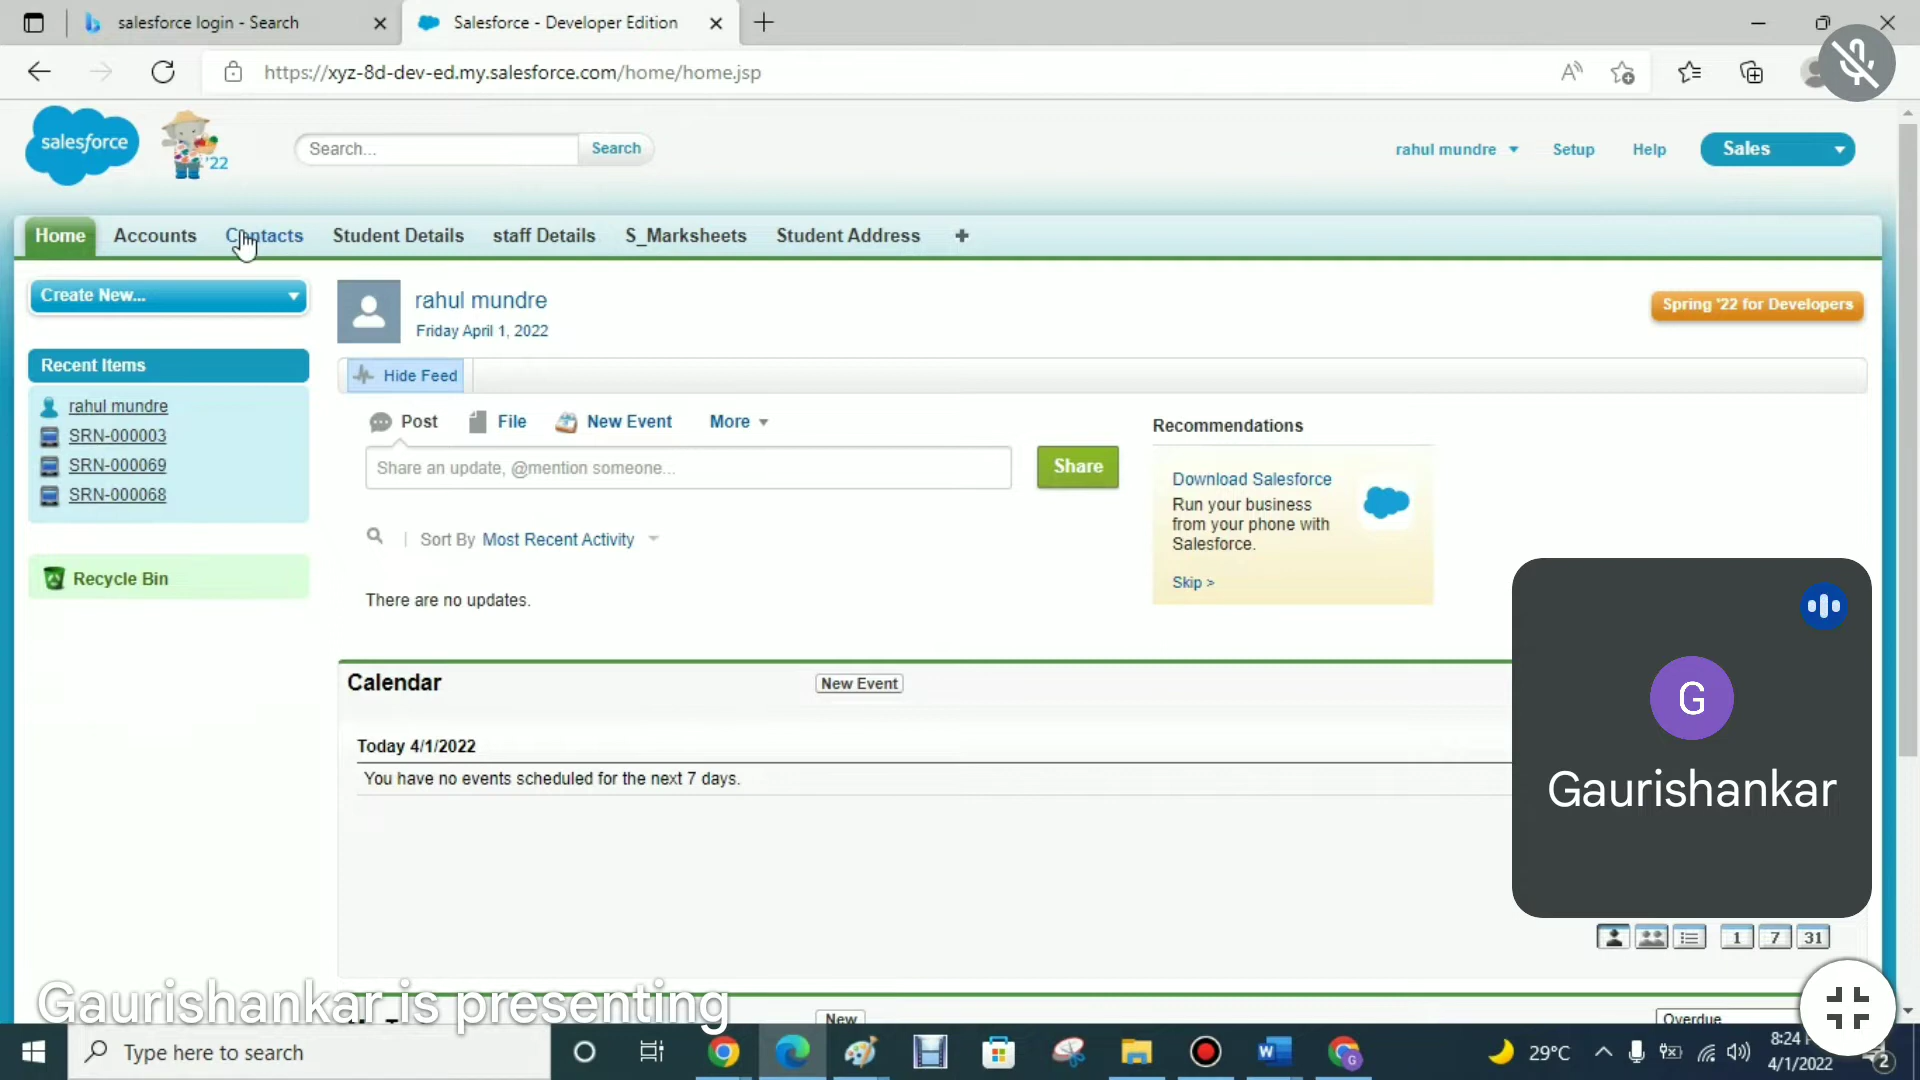 salesforce login - Search
Salesforce - Developer Edition
https://xyz-8d-dev-ed.my.salesforce.com/home/home.jsp
salesforce
'22
Search...
Search
rahul mundre
Setup
Help
Sales
Home
Accounts
Contacts
Student Details
staff Details
S_Marksheets
Student Address
Create New...
rahul mundre
Friday April 1, 2022
Spring '22 for Developers
Recent Items
rahul mundre
SRN-000003
SRN-000069
SRN-000068
Recycle Bin
Hide Feed
Post
File
New Event
More
Share an update, @mention someone...
Share
Sort By Most Recent Activity
There are no updates.
Recommendations
Download Salesforce
Run your business
from your phone with
Salesforce.
Skip >
Calendar
New Event
Today 4/1/2022
You have no events scheduled for the next 7 days.
G
Gaurishankar
1
7
31
Gaurishankar is presenting
New
Overdue
Type here to search
W
G
29°C
8:24
4/1/2022
2